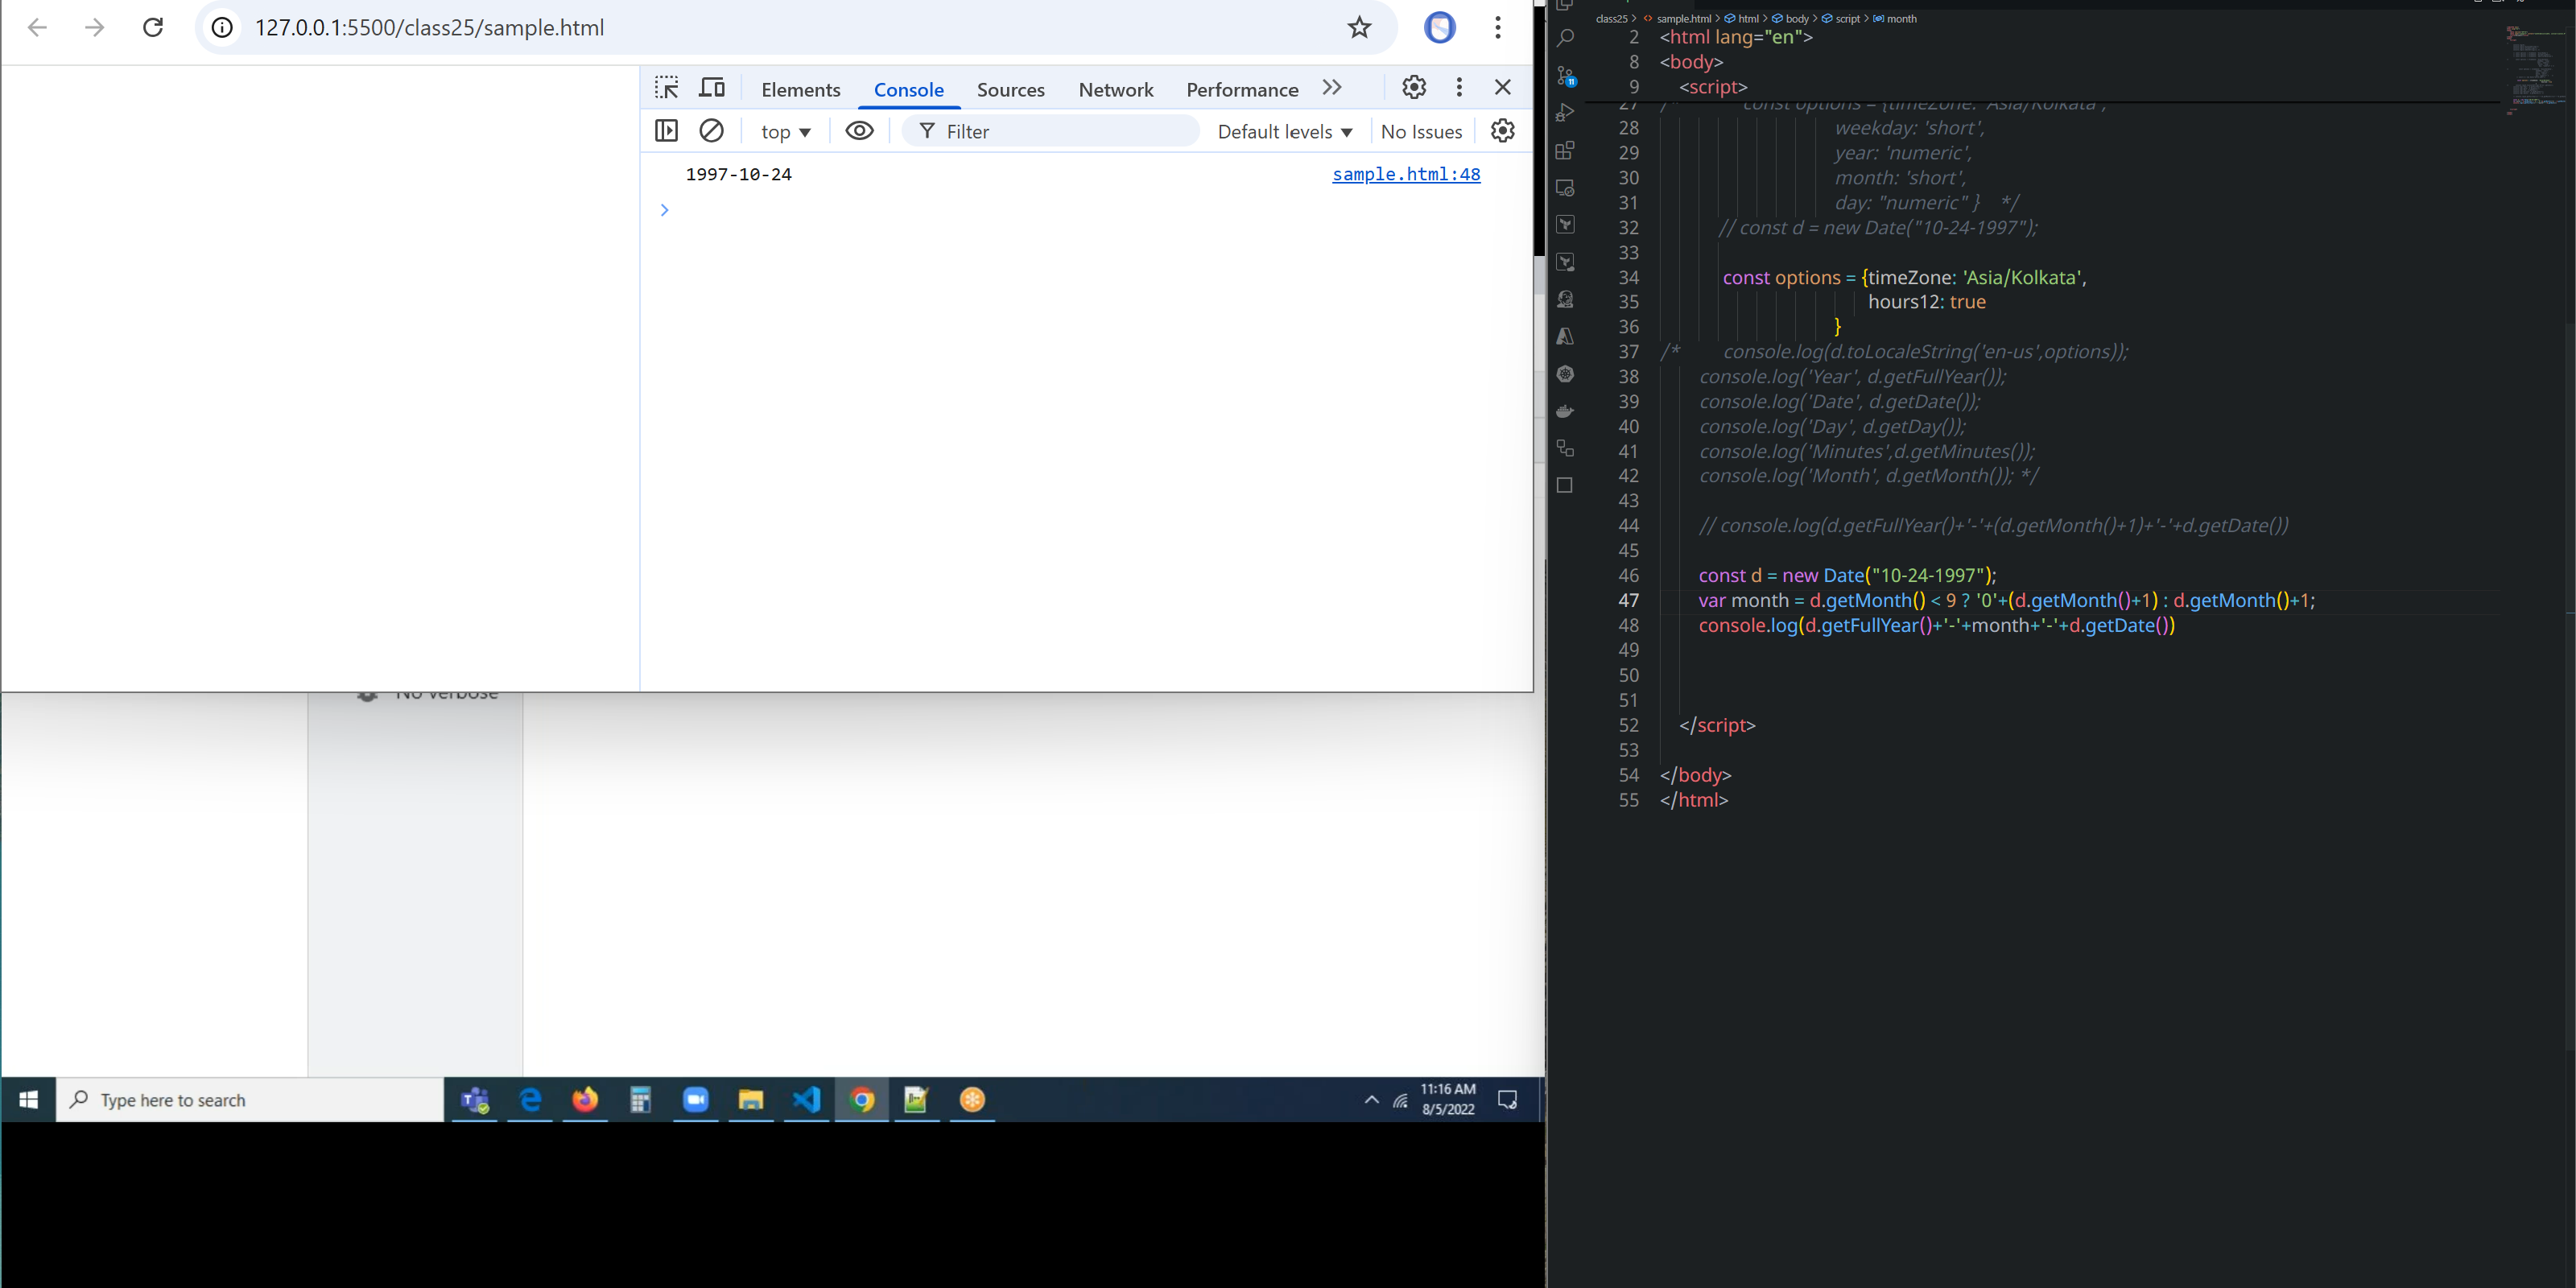 127.0.0.1:5500/class25/sample.html
Elements Console Sources Network Performance
top Filter Default levels No Issues
1997-10-24 sample.html:48
No verbose
Type here to search
11:16 AM
8/5/2022
class25 > sample.html > html > body > script > month
2 <html lang="en">
8 <body>
9 <script>
27 /* const options = {timeZone: 'Asia/Kolkata',
28 weekday: 'short',
29 year: 'numeric',
30 month: 'short',
31 day: "numeric" } */
32 // const d = new Date("10-24-1997");
33
34 const options = {timeZone: 'Asia/Kolkata',
35 hours12: true
36 }
37 /* console.log(d.toLocaleString('en-us',options));
38 console.log('Year', d.getFullYear());
39 console.log('Date', d.getDate());
40 console.log('Day', d.getDay());
41 console.log('Minutes',d.getMinutes());
42 console.log('Month', d.getMonth()); */
43
44 // console.log(d.getFullYear()+'-'+(d.getMonth()+1)+'-'+d.getDate())
45
46 const d = new Date("10-24-1997");
47 var month = d.getMonth() < 9 ? '0'+(d.getMonth()+1) : d.getMonth()+1;
48 console.log(d.getFullYear()+'-'+month+'-'+d.getDate())
49
50
51
52 </script>
53
54 </body>
55 </html>